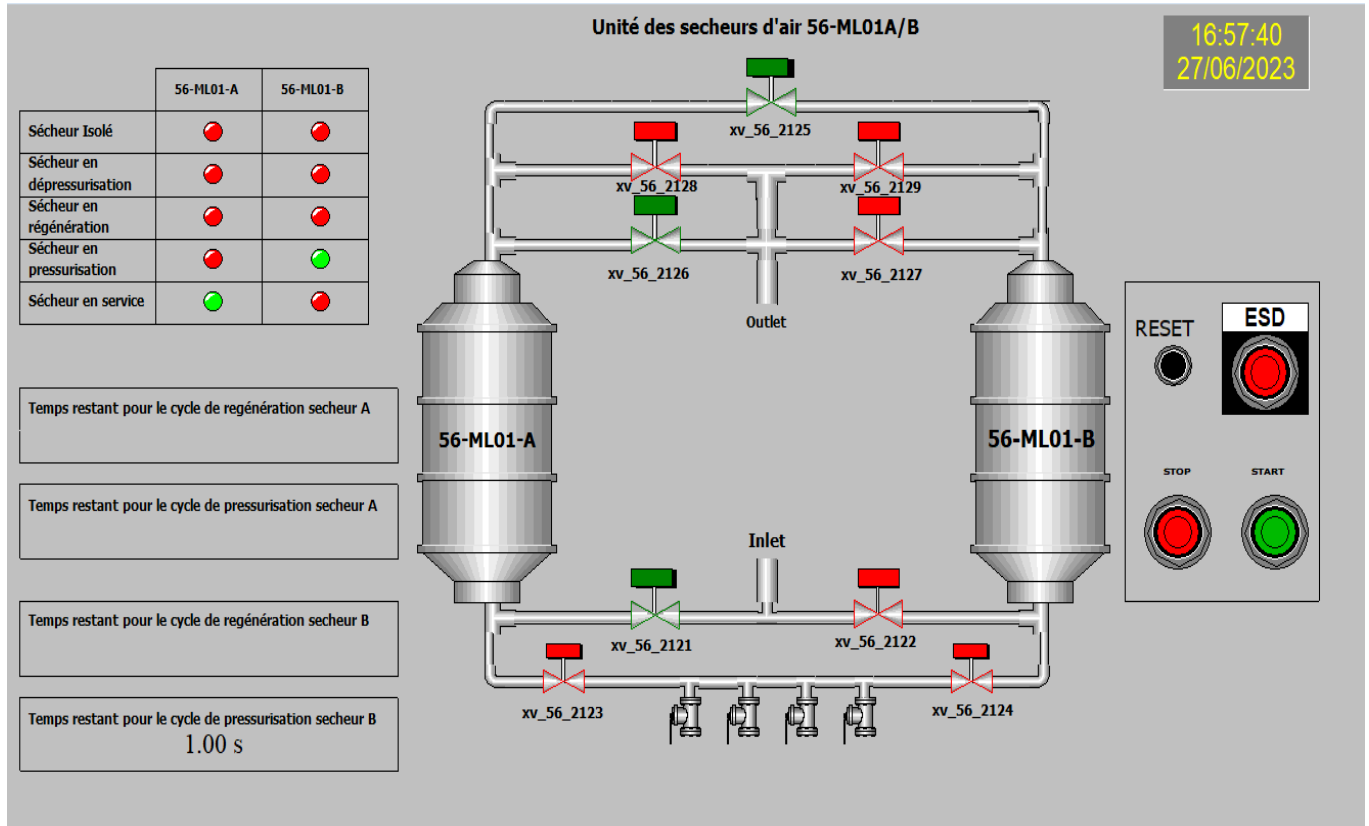 Unité des secheurs d'air 56-ML01A/B
16:57:40
27/06/2023
56-ML01-A
56-ML01-B
Sécheur Isolé
Sécheur en
dépressurisation
Sécheur en
régénération
Sécheur en
pressurisation
Sécheur en service
xv_56_2125
xv_56_2128
xv_56_2129
xv_56_2126
xv_56_2127
Outlet
56-ML01-A
56-ML01-B
Inlet
xv_56_2121
xv_56_2122
xv_56_2123
xv_56_2124
Temps restant pour le cycle de regénération secheur A
Temps restant pour le cycle de pressurisation secheur A
Temps restant pour le cycle de regénération secheur B
Temps restant pour le cycle de pressurisation secheur B
1.00 s
RESET
ESD
STOP
START